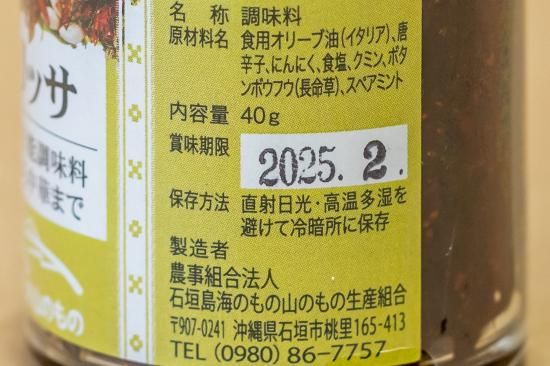 ッサ
調味料
華まで
山のもの
名称 調味料
原材料名 食用オリーブ油(イタリア)、唐
辛子、にんにく、食塩、クミン、ボタ
ンボウフウ(長命草)、スペアミント
内容量 40g
賞味期限 2025.2.
保存方法 直射日光・高温多湿を
避けて冷暗所に保存
製造者
農事組合法人
石垣島海のもの山のもの生産組合
〒907-0241 沖縄県石垣市桃里165-413
TEL (0980) 86-7757